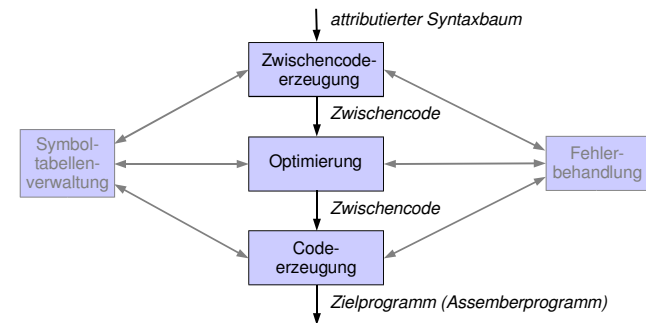 attributierter Syntaxbaum
Zwischencode-
erzeugung
Zwischencode
Symbol-
tabellen-
verwaltung
Optimierung
Fehler-
behandlung
Zwischencode
Code-
erzeugung
Zielprogramm (Assemberprogramm)